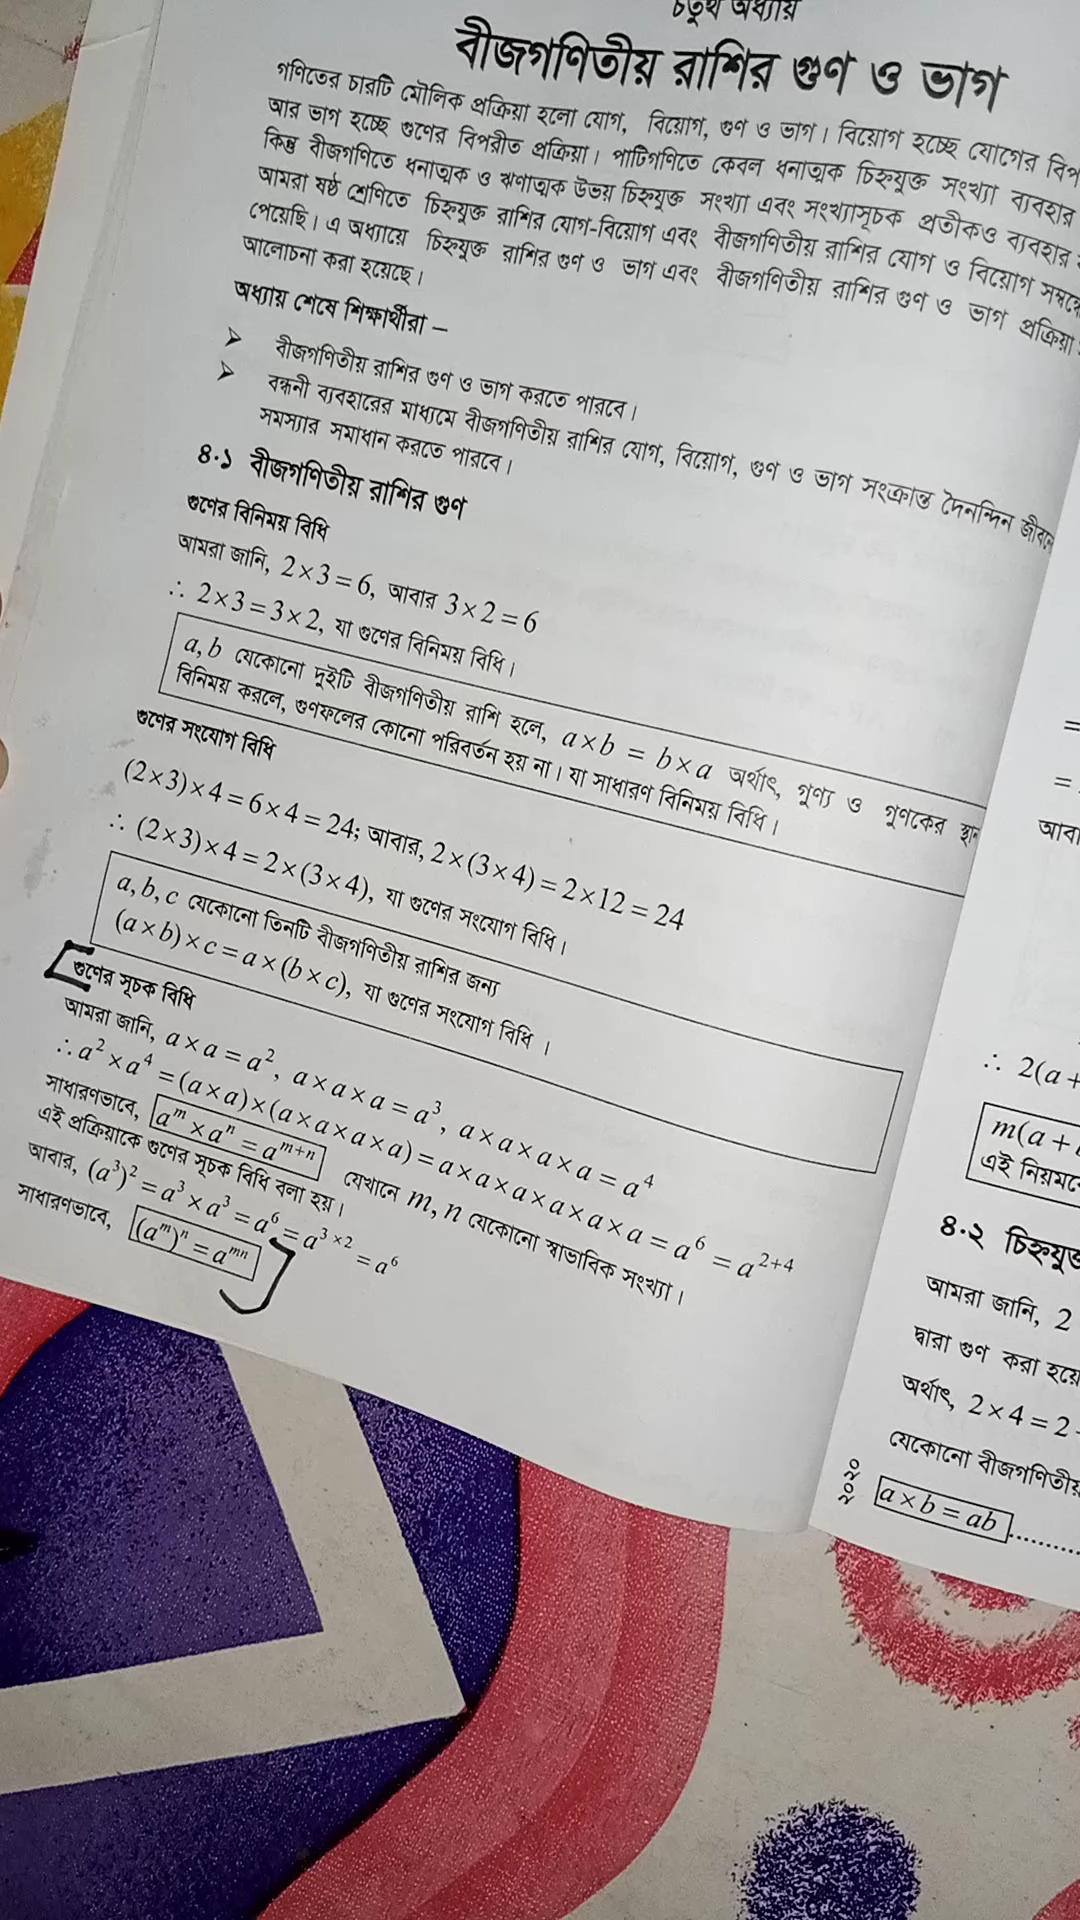 চতুর্থ অধ্যায়
বীজগণিতীয় রাশির গুণ ও ভাগ
গণিতের চারটি মৌলিক প্রক্রিয়া হলো যোগ, বিয়োগ, গুণ ও ভাগ। বিয়োগ হচ্ছে যোগের বিপ
আর ভাগ হচ্ছে গুণের বিপরীত প্রক্রিয়া। পাটিগণিতে কেবল ধনাত্মক চিহ্নযুক্ত সংখ্যা ব্যবহার
কিন্তু বীজগণিতে ধনাত্মক ও ঋণাত্মক উভয় চিহ্নযুক্ত সংখ্যা এবং সংখ্যাসূচক প্রতীকও ব্যবহার
আমরা ষষ্ঠ শ্রেণিতে চিহ্নযুক্ত রাশির যোগ-বিয়োগ এবং বীজগণিতীয় রাশির যোগ ও বিয়োগ সম্বন্ধে
পেয়েছি। এ অধ্যায়ে চিহ্নযুক্ত রাশির গুণ ও ভাগ এবং বীজগণিতীয় রাশির গুণ ও ভাগ প্রক্রিয়া
আলোচনা করা হয়েছে।
অধ্যায় শেষে শিক্ষার্থীরা –
➢ বীজগণিতীয় রাশির গুণ ও ভাগ করতে পারবে।
➢ বন্ধনী ব্যবহারের মাধ্যমে বীজগণিতীয় রাশির যোগ, বিয়োগ, গুণ ও ভাগ সংক্রান্ত দৈনন্দিন জীবনে
সমস্যার সমাধান করতে পারবে।
৪·১ বীজগণিতীয় রাশির গুণ
গুণের বিনিময় বিধি
আমরা জানি, 2×3=6, আবার 3×2=6
∴ 2×3=3×2, যা গুণের বিনিময় বিধি।
a, b যেকোনো দুইটি বীজগণিতীয় রাশি হলে, a×b = b×a অর্থাৎ, গুণ্য ও গুণকের স্থান
বিনিময় করলে, গুণফলের কোনো পরিবর্তন হয় না। যা সাধারণ বিনিময় বিধি।
গুণের সংযোগ বিধি
(2×3)×4=6×4=24; আবার, 2×(3×4)=2×12=24
∴ (2×3)×4=2×(3×4), যা গুণের সংযোগ বিধি।
a, b, c যেকোনো তিনটি বীজগণিতীয় রাশির জন্য
(a×b)×c=a×(b×c), যা গুণের সংযোগ বিধি ।
গুণের সূচক বিধি
আমরা জানি, a×a=a², a×a×a=a³, a×a×a×a=a⁴
∴ a²×a⁴=(a×a)×(a×a×a×a)=a×a×a×a×a×a=a⁶=a²⁺⁴
সাধারণভাবে, aᵐ×aⁿ=aᵐ⁺ⁿ যেখানে m, n যেকোনো স্বাভাবিক সংখ্যা।
এই প্রক্রিয়াকে গুণের সূচক বিধি বলা হয়।
আবার, (a³)²=a³×a³=a⁶=a³ˣ²=a⁶
সাধারণভাবে, (aᵐ)ⁿ=aᵐⁿ
=
=
আবা
∴ 2(a+
m(a+
এই নিয়মকে
৪·২ চিহ্নযুক্ত
আমরা জানি, 2
দ্বারা গুণ করা হয়ে
অর্থাৎ, 2×4=2
যেকোনো বীজগণিতীয়
a×b=ab ..........
২০২০